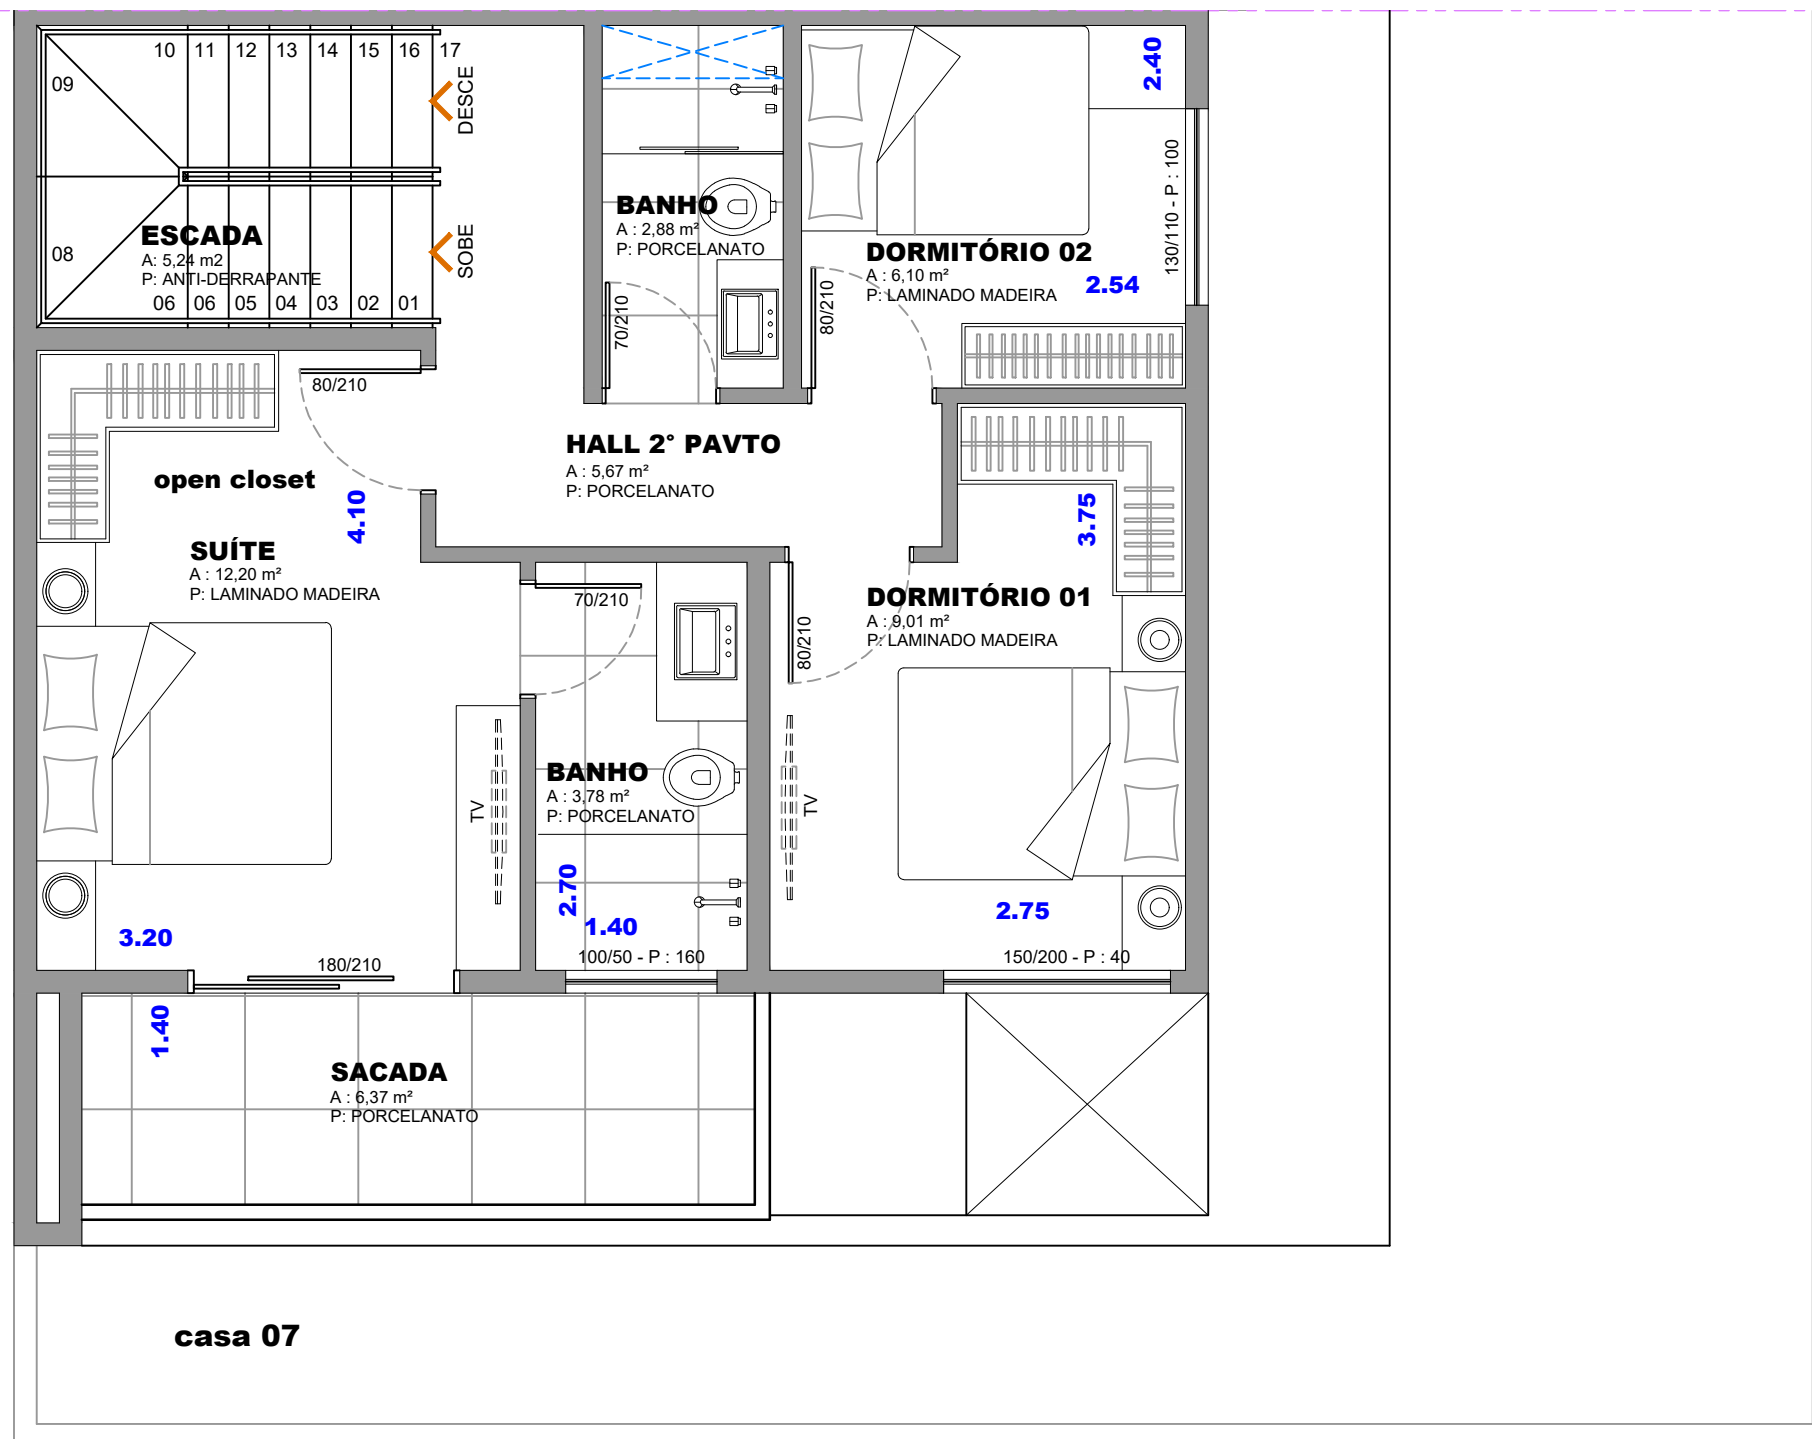 10 11 12 13 14 15 16 17
09
DESCE
08
SOBE
ESCADA
A: 5,24 m2
P: ANTI-DERRAPANTE
06 06 05 04 03 02 01
BANHO
A : 2,88 m²
P: PORCELANATO
70/210
2.40
130/110 - P : 100
DORMITÓRIO 02
A : 6,10 m²
P: LAMINADO MADEIRA
2.54
80/210
80/210
open closet
4.10
HALL 2° PAVTO
A : 5,67 m²
P: PORCELANATO
3.75
SUÍTE
A : 12,20 m²
P: LAMINADO MADEIRA
70/210
DORMITÓRIO 01
A : 9,01 m²
P: LAMINADO MADEIRA
80/210
TV
BANHO
A : 3,78 m²
P: PORCELANATO
TV
2.70
1.40
100/50 - P : 160
2.75
150/200 - P : 40
3.20
180/210
1.40
SACADA
A : 6,37 m²
P: PORCELANATO
casa 07